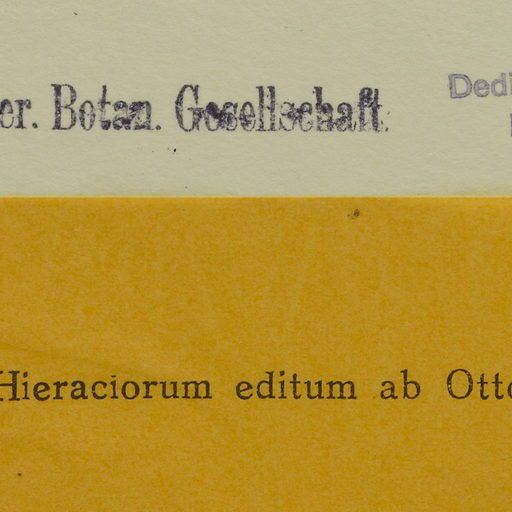 er. Botan. Gesellschaft.
Dedi
Hieraciorum editum ab Otto